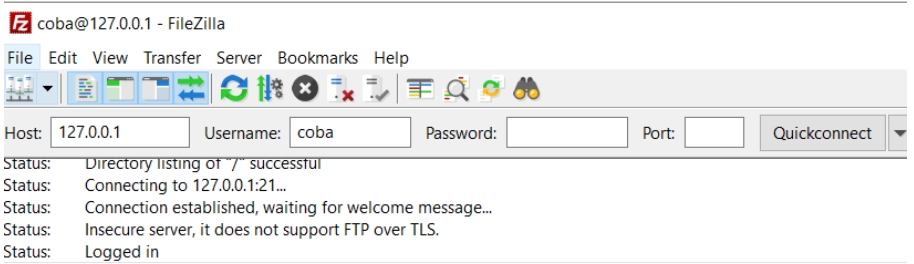 Fz coba@127.0.0.1 - FileZilla
File Edit View Transfer Server Bookmarks Help
Host: 127.0.0.1 Username: coba Password: Port: Quickconnect
Status: Directory listing of "/" successful
Status: Connecting to 127.0.0.1:21...
Status: Connection established, waiting for welcome message...
Status: Insecure server, it does not support FTP over TLS.
Status: Logged in